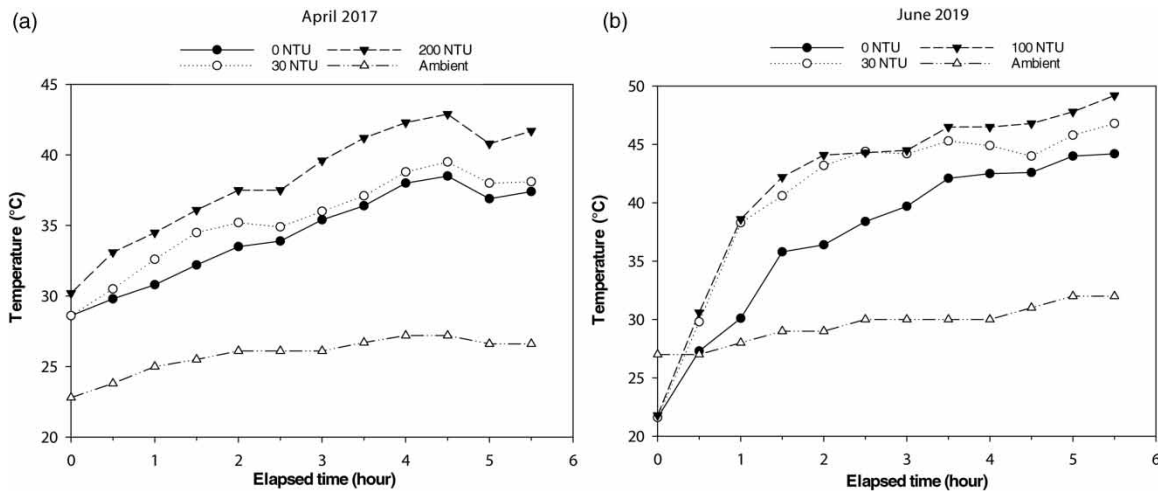 (a)
April 2017
0 NTU
200 NTU
30 NTU
Ambient
Temperature (°C)
45
40
35
30
25
20
0 1 2 3 4 5 6
Elapsed time (hour)
(b)
June 2019
0 NTU
100 NTU
30 NTU
Ambient
Temperature (°C)
50
45
40
35
30
25
20
0 1 2 3 4 5 6
Elapsed time (hour)